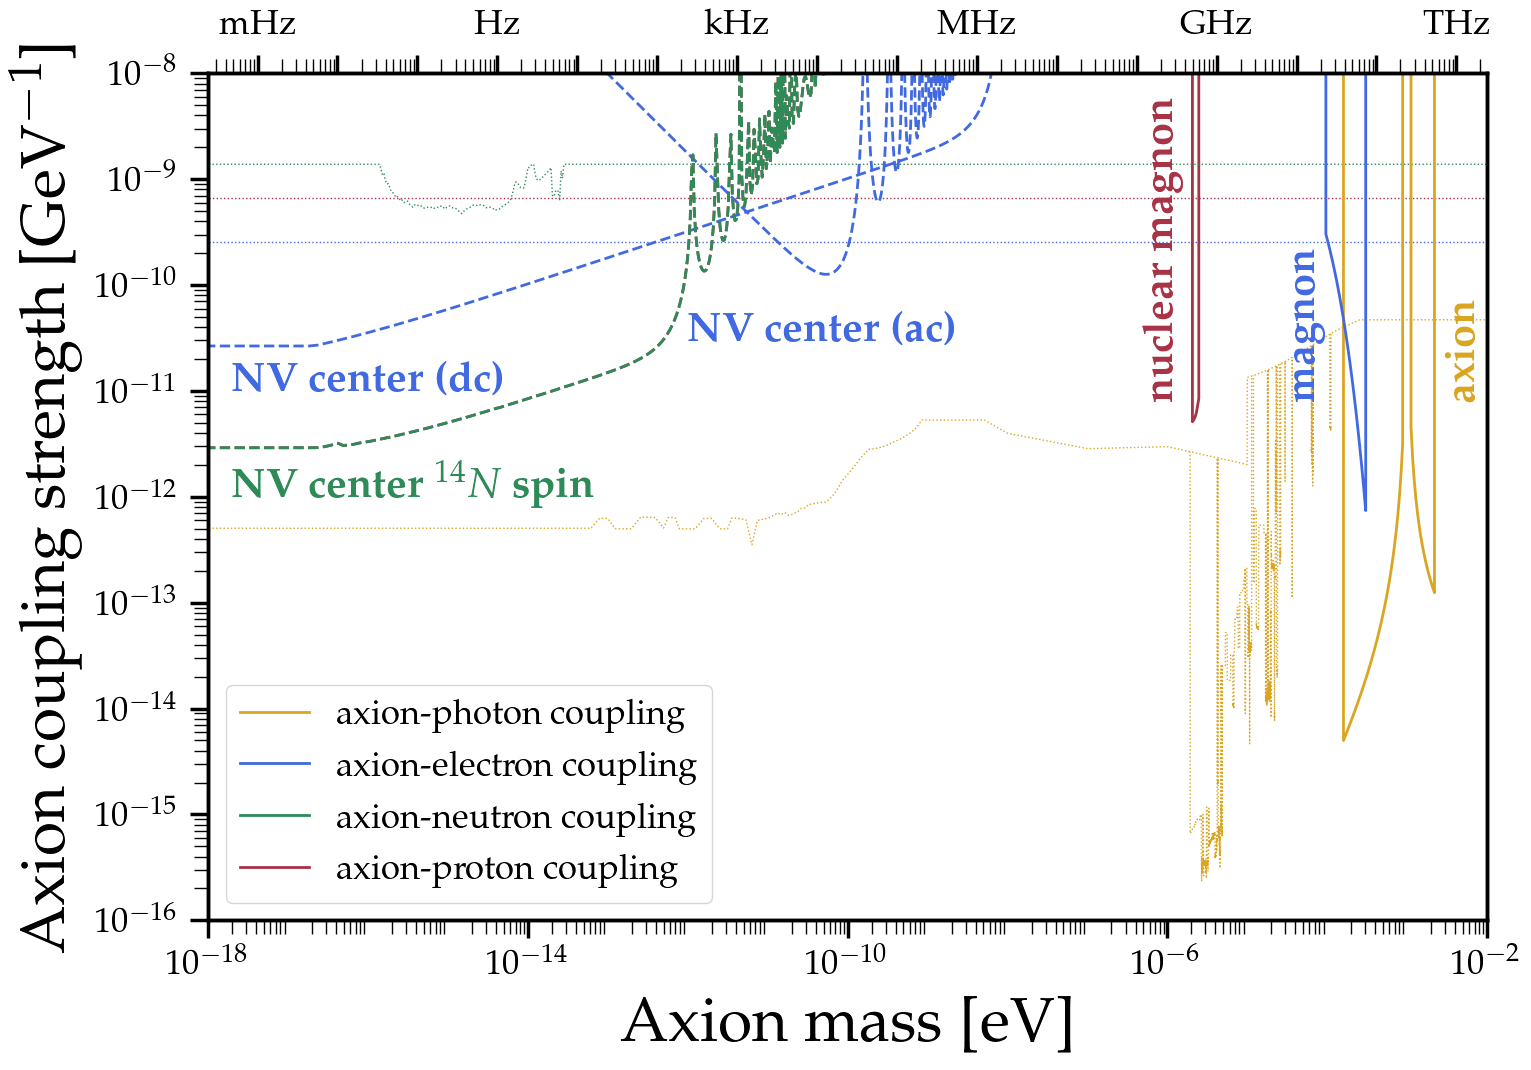 mHz Hz kHz MHz GHz THz
Axion coupling strength [GeV⁻¹]
10⁻⁸
10⁻⁹
10⁻¹⁰
10⁻¹¹
10⁻¹²
10⁻¹³
10⁻¹⁴
10⁻¹⁵
10⁻¹⁶
nuclear magnon
magnon
axion
NV center (ac)
NV center (dc)
NV center ¹⁴N spin
axion-photon coupling
axion-electron coupling
axion-neutron coupling
axion-proton coupling
10⁻¹⁸ 10⁻¹⁴ 10⁻¹⁰ 10⁻⁶ 10⁻²
Axion mass [eV]